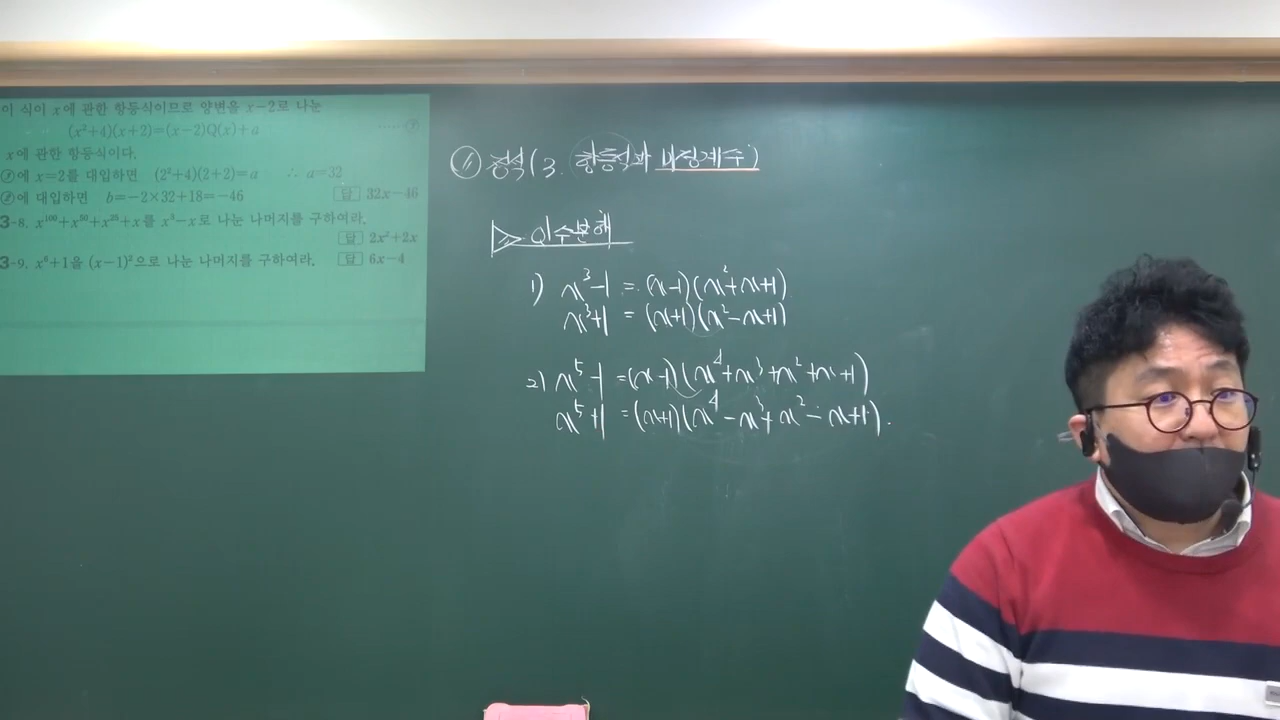 이 식이 x에 관한 항등식이므로 양변을 x−2로 나눈
(x²+4)(x+2)=(x−2)Q(x)+a ‥‥‥⑦
x에 관한 항등식이다.
에 x=2를 대입하면 (2²+4)(2+2)=a ∴ a=32
②에 대입하면 b=−2×32+18=−46 답 32x−46
3-8. x¹⁰⁰+x⁵⁰+x²⁵+x를 x³−x로 나눈 나머지를 구하여라.
답 2x²+2x
3-9. x⁶+1을 (x−1)²으로 나눈 나머지를 구하여라. 답 6x−4
정석(3. 항등식과 미정계수)
인수분해
1) x³−1 = (x−1)(x²+x+1)
x³+1 = (x+1)(x²−x+1)
2) x⁵−1 =(x−1)(x⁴+x³+x²+x+1)
x⁵+1 =(x+1)(x⁴−x³+x²−x+1).